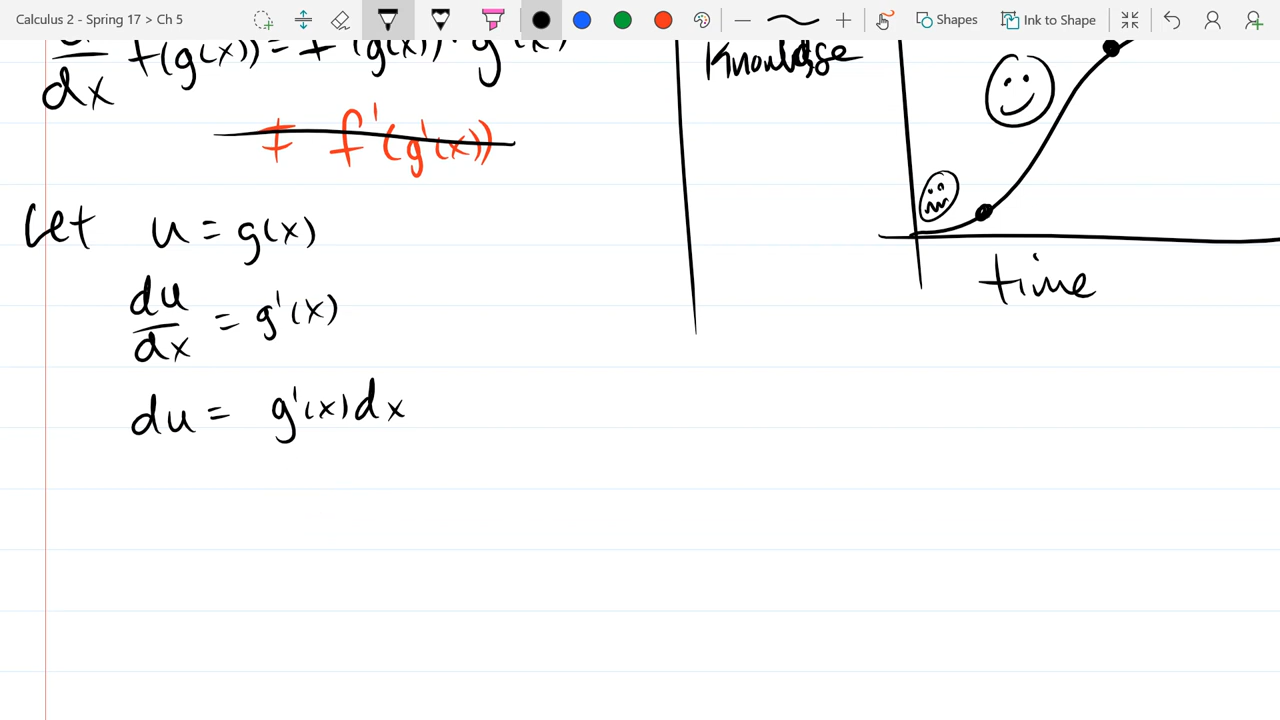 Calculus 2 - Spring 17 > Ch 5
Shapes
Ink to Shape
d/dx f(g(x)) = f'(g(x)) · g'(x)
≠ f'(g'(x))
Let u = g(x)
du/dx = g'(x)
du = g'(x)dx
Knowledge
time